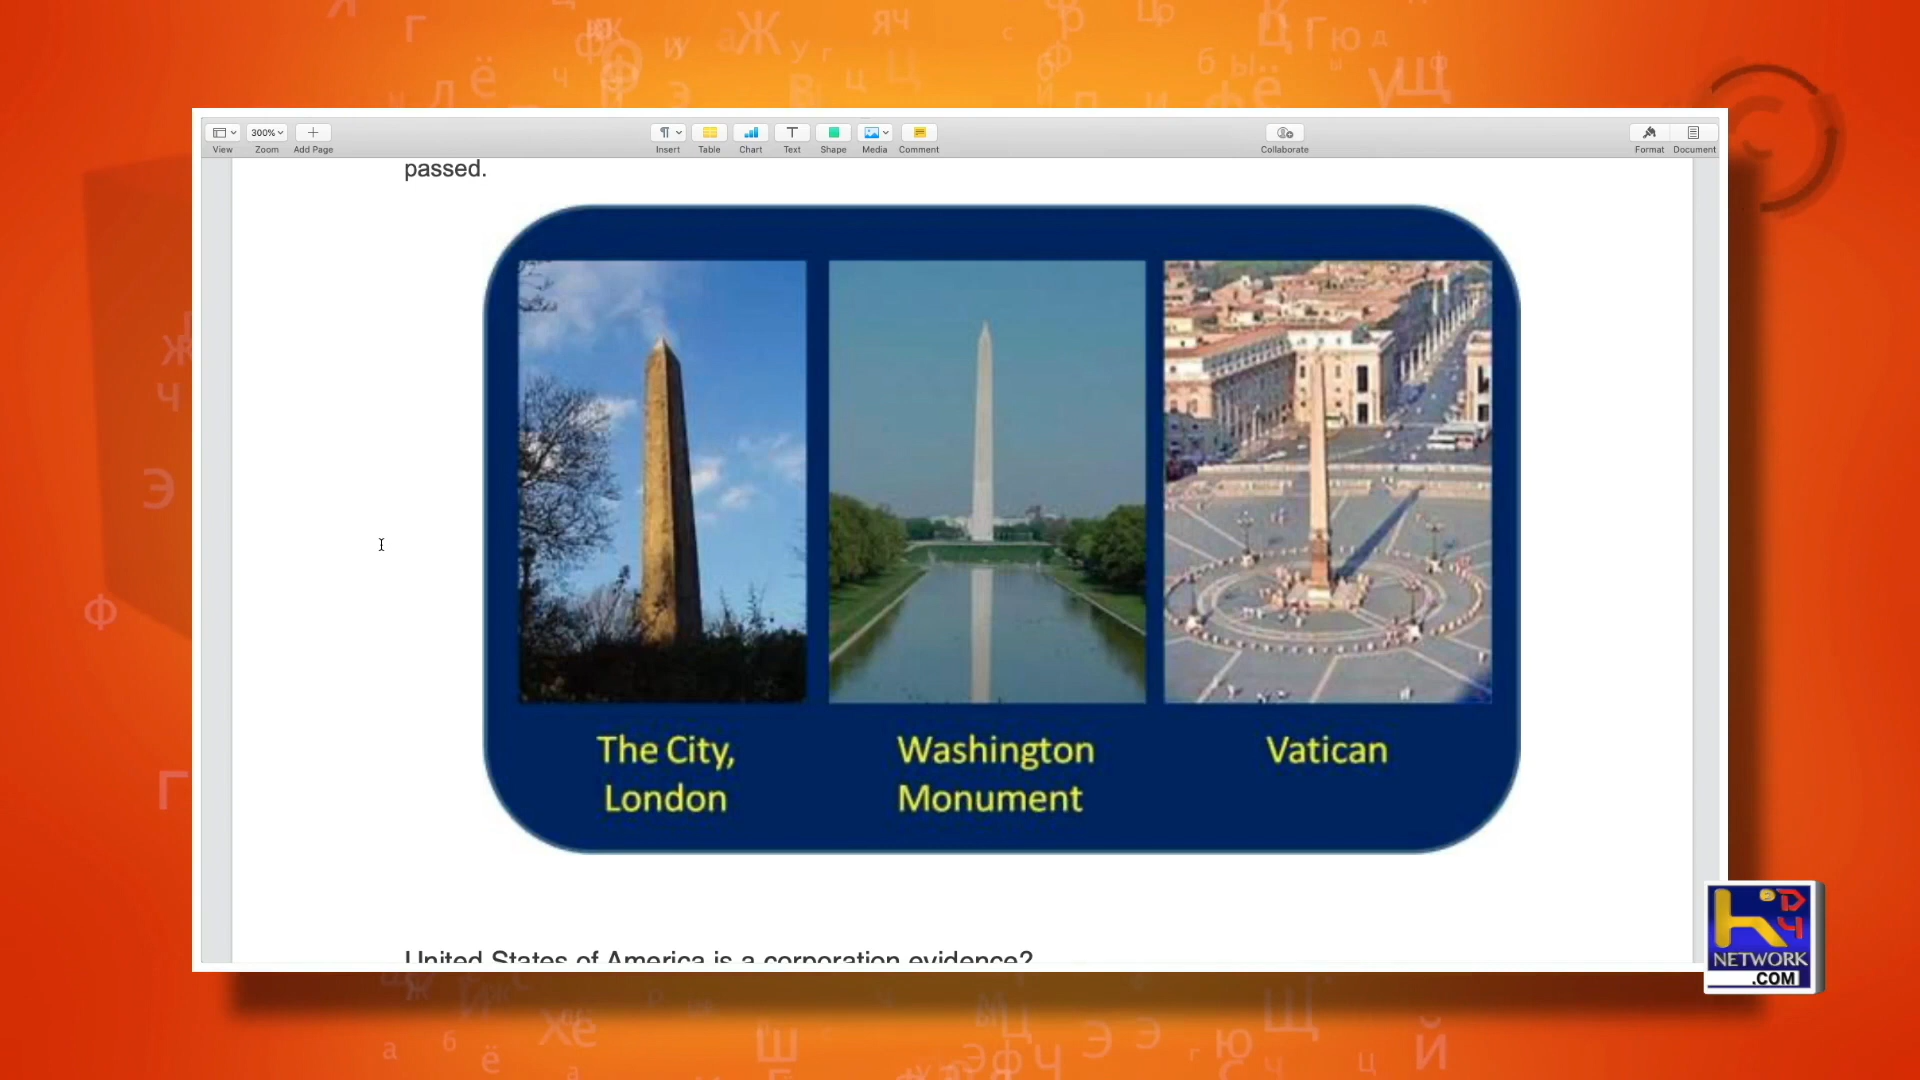 300%
View
Zoom
Add Page
Insert
Table
Chart
Text
Shape
Media
Comment
Collaborate
Format
Document
passed.
The City,
London
Washington
Monument
Vatican
United States of America is a corporation evidence?
NETWORK
.COM